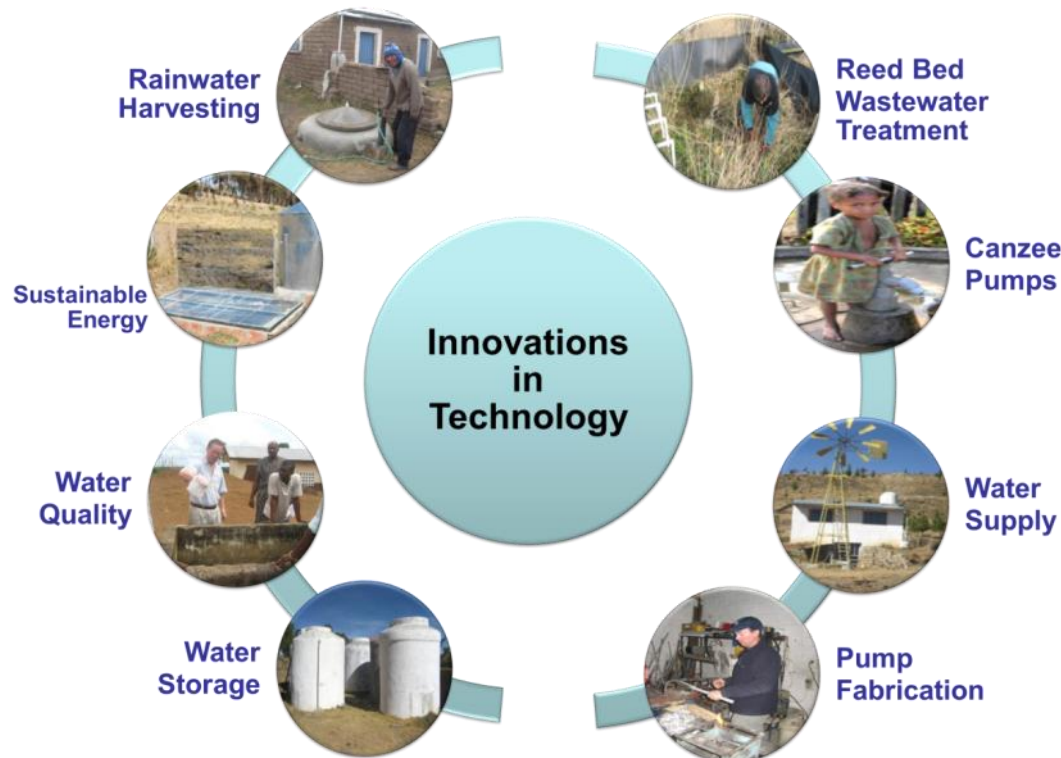 Rainwater
Harvesting
Reed Bed
Wastewater
Treatment
Sustainable
Energy
Canzee
Pumps
Innovations
in
Technology
Water
Quality
Water
Supply
Water
Storage
Pump
Fabrication